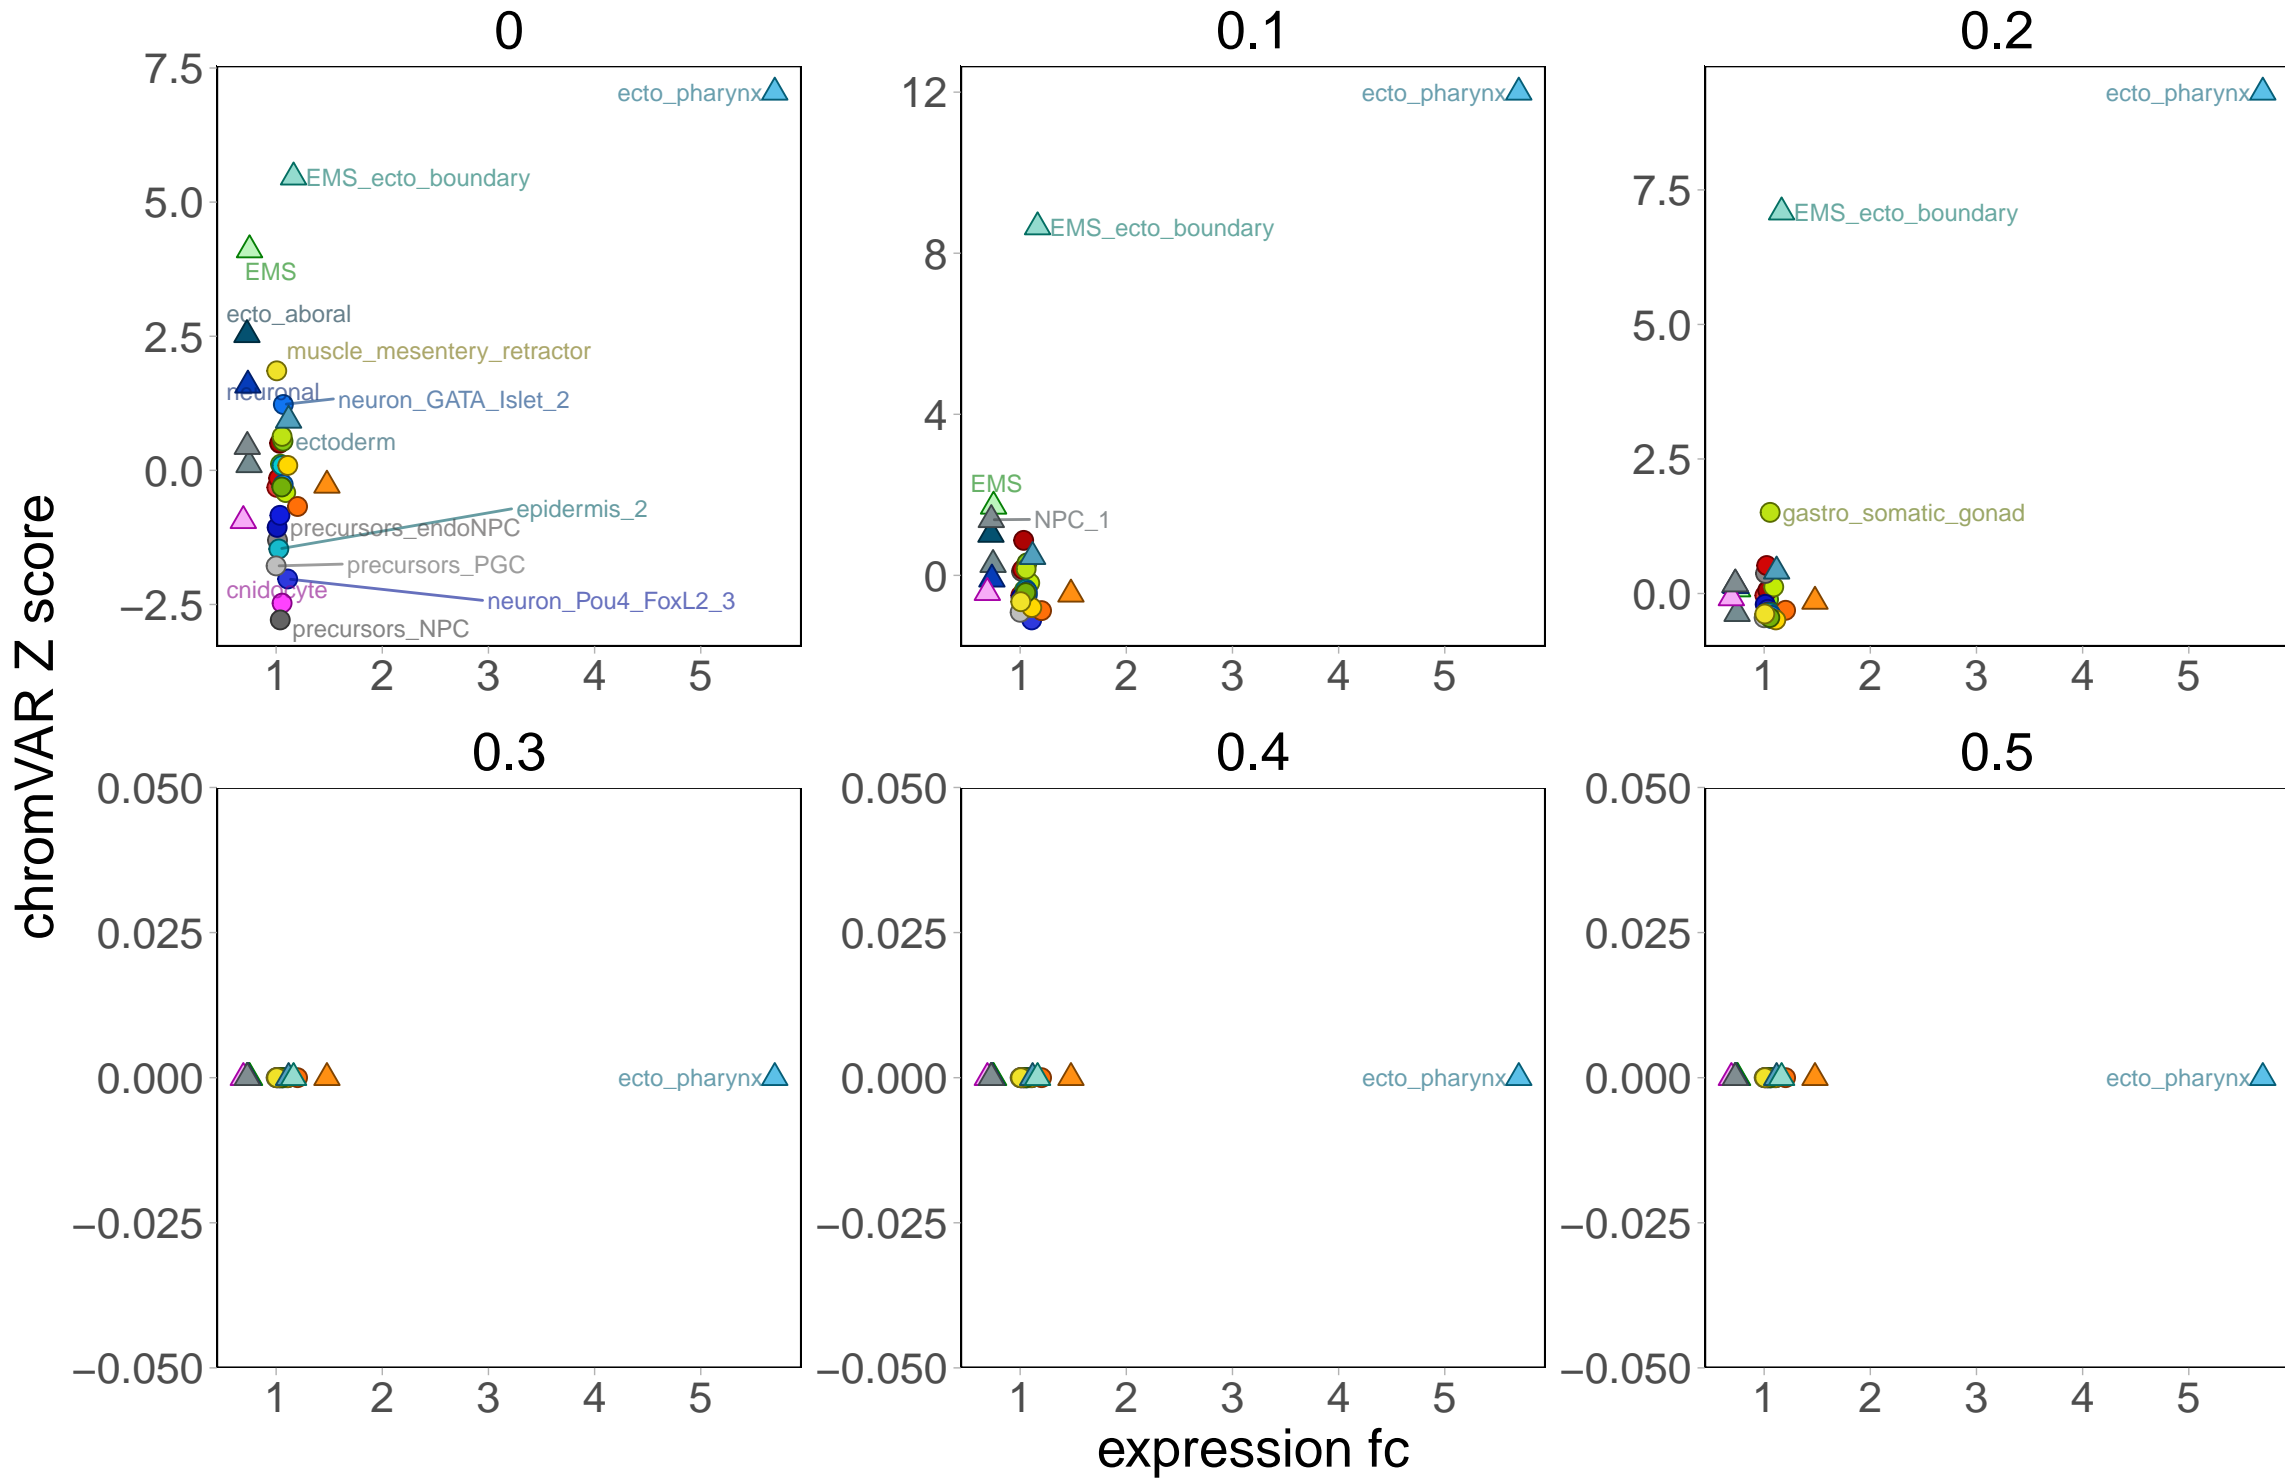 0
0.1
0.2
7.5
5.0
2.5
0.0
−2.5
ecto_pharynx
EMS_ecto_boundary
EMS
ecto_aboral
muscle_mesentery_retractor
neuronal
neuron_GATA_Islet_2
ectoderm
epidermis_2
precursors_endoNPC
precursors_PGC
cnidocyte
neuron_Pou4_FoxL2_3
precursors_NPC
1 2 3 4 5
12
8
4
0
ecto_pharynx
EMS_ecto_boundary
EMS
NPC_1
1 2 3 4 5
7.5
5.0
2.5
0.0
ecto_pharynx
EMS_ecto_boundary
gastro_somatic_gonad
1 2 3 4 5
chromVAR Z score
0.3
0.4
0.5
0.050
0.025
0.000
−0.025
−0.050
ecto_pharynx
1 2 3 4 5
0.050
0.025
0.000
−0.025
−0.050
ecto_pharynx
1 2 3 4 5
0.050
0.025
0.000
−0.025
−0.050
ecto_pharynx
1 2 3 4 5
expression fc